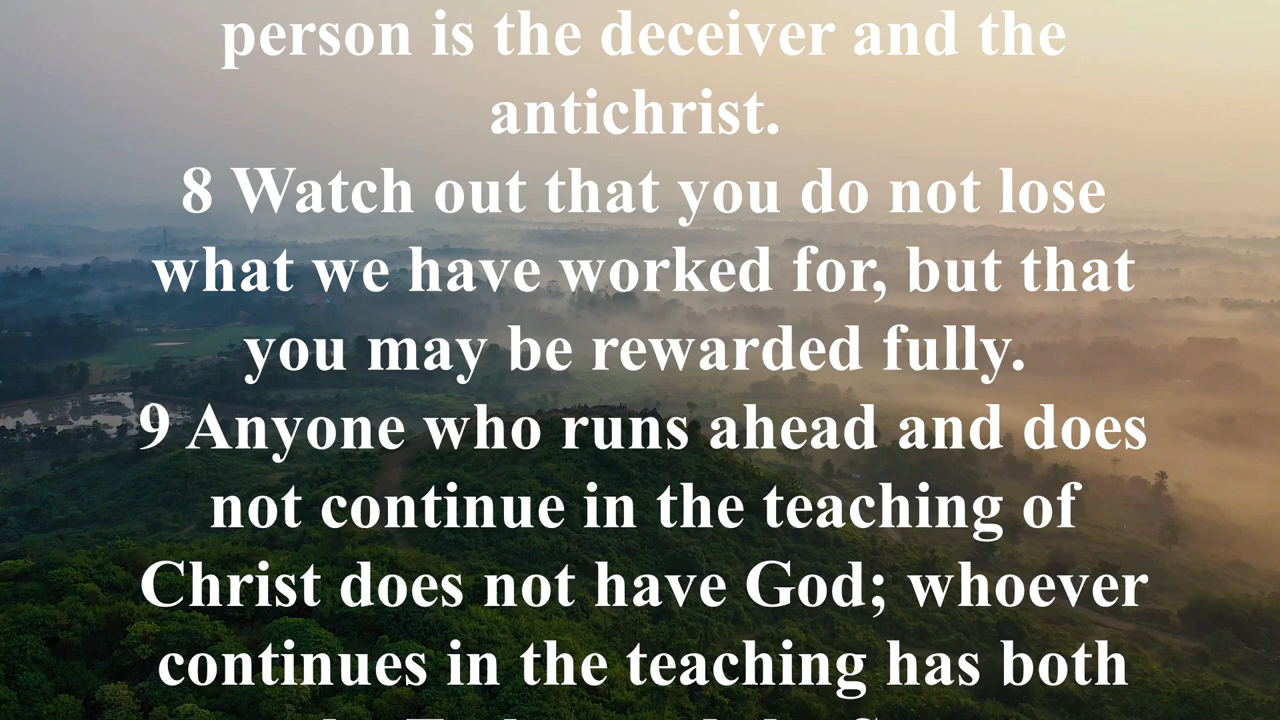 person is the deceiver and the
antichrist.
8 Watch out that you do not lose
what we have worked for, but that
you may be rewarded fully.
9 Anyone who runs ahead and does
not continue in the teaching of
Christ does not have God; whoever
continues in the teaching has both